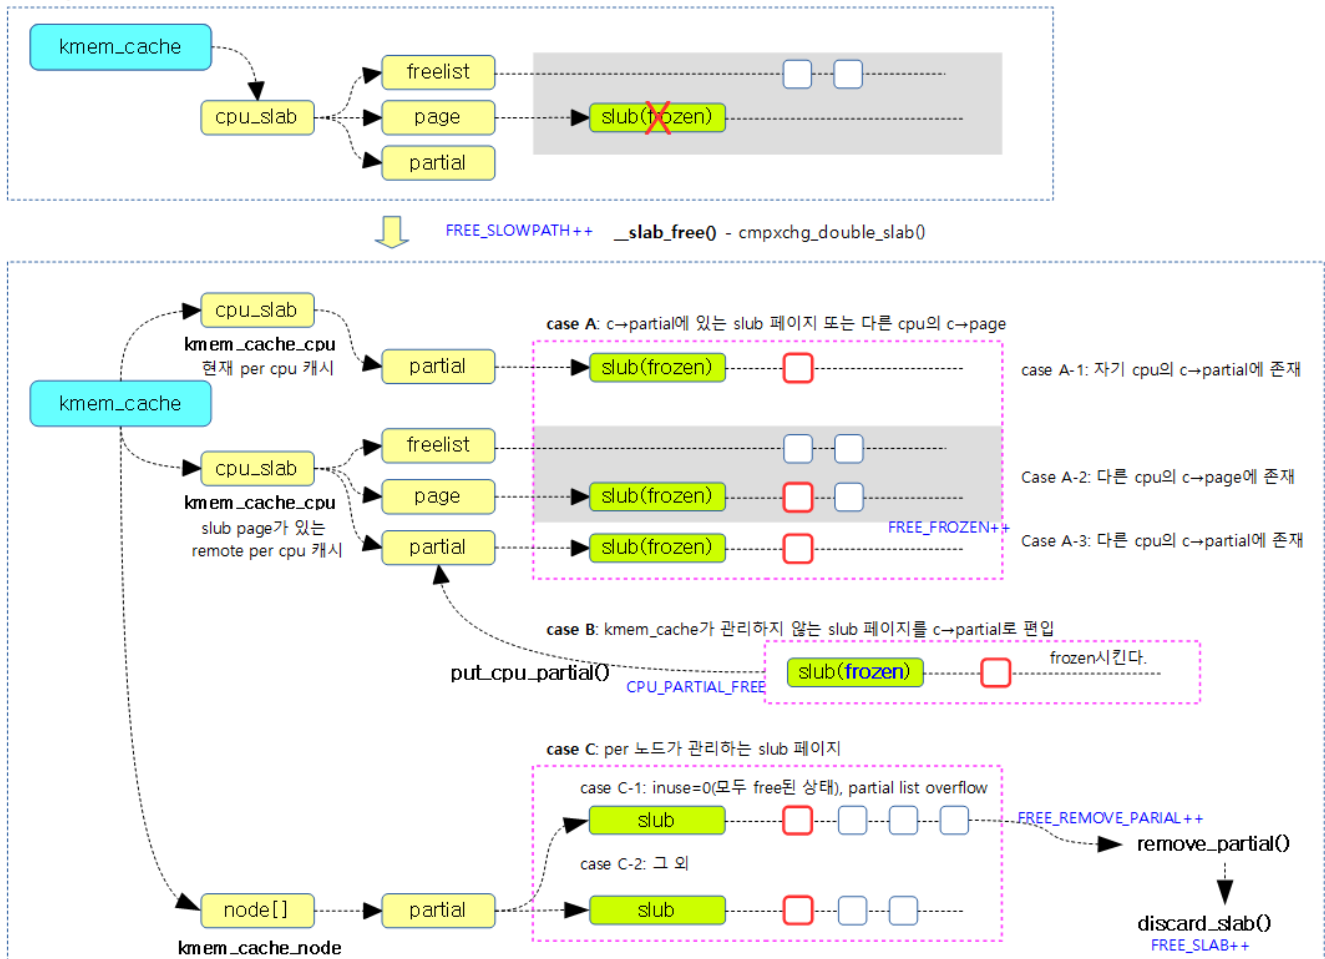 kmem_cache
freelist
cpu_slab
page
slub(frozen)
partial
FREE_SLOWPATH++ __slab_free() - cmpxchg_double_slab()
cpu_slab
case A: c→partial에 있는 slub 페이지 또는 다른 cpu의 c→page
kmem_cache_cpu
현재 per cpu 캐시
partial
slub(frozen)
case A-1: 자기 cpu의 c→partial에 존재
kmem_cache
freelist
cpu_slab
Case A-2: 다른 cpu의 c→page에 존재
kmem_cache_cpu
page
slub(frozen)
slub page가 있는
remote per cpu 캐시
FREE_FROZEN++
partial
slub(frozen)
Case A-3: 다른 cpu의 c→partial에 존재
case B: kmem_cache가 관리하지 않는 slub 페이지를 c→partial로 편입
frozen시킨다.
put_cpu_partial()
slub(frozen)
CPU_PARTIAL_FREE
case C: per 노드가 관리하는 slub 페이지
case C-1: inuse=0(모두 free된 상태), partial list overflow
slub
FREE_REMOVE_PARIAL++
remove_partial()
case C-2: 그 외
node[]
partial
slub
discard_slab()
kmem_cache_node
FREE_SLAB++